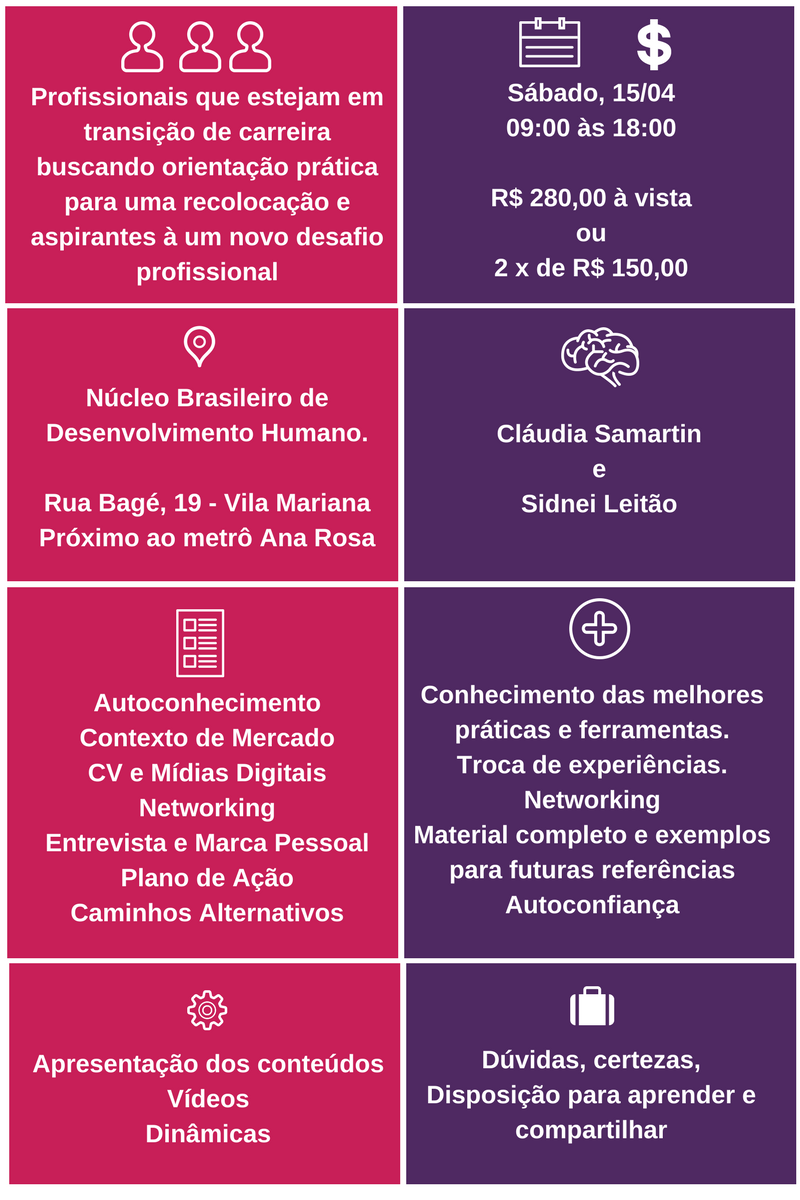 Profissionais que estejam em
transição de carreira
buscando orientação prática
para uma recolocação e
aspirantes à um novo desafio
profissional
Sábado, 15/04
09:00 às 18:00
R$ 280,00 à vista
ou
2 x de R$ 150,00
Núcleo Brasileiro de
Desenvolvimento Humano.
Rua Bagé, 19 - Vila Mariana
Próximo ao metrô Ana Rosa
Cláudia Samartin
e
Sidnei Leitão
Autoconhecimento
Contexto de Mercado
CV e Mídias Digitais
Networking
Entrevista e Marca Pessoal
Plano de Ação
Caminhos Alternativos
Conhecimento das melhores
práticas e ferramentas.
Troca de experiências.
Networking
Material completo e exemplos
para futuras referências
Autoconfiança
Apresentação dos conteúdos
Vídeos
Dinâmicas
Dúvidas, certezas,
Disposição para aprender e
compartilhar